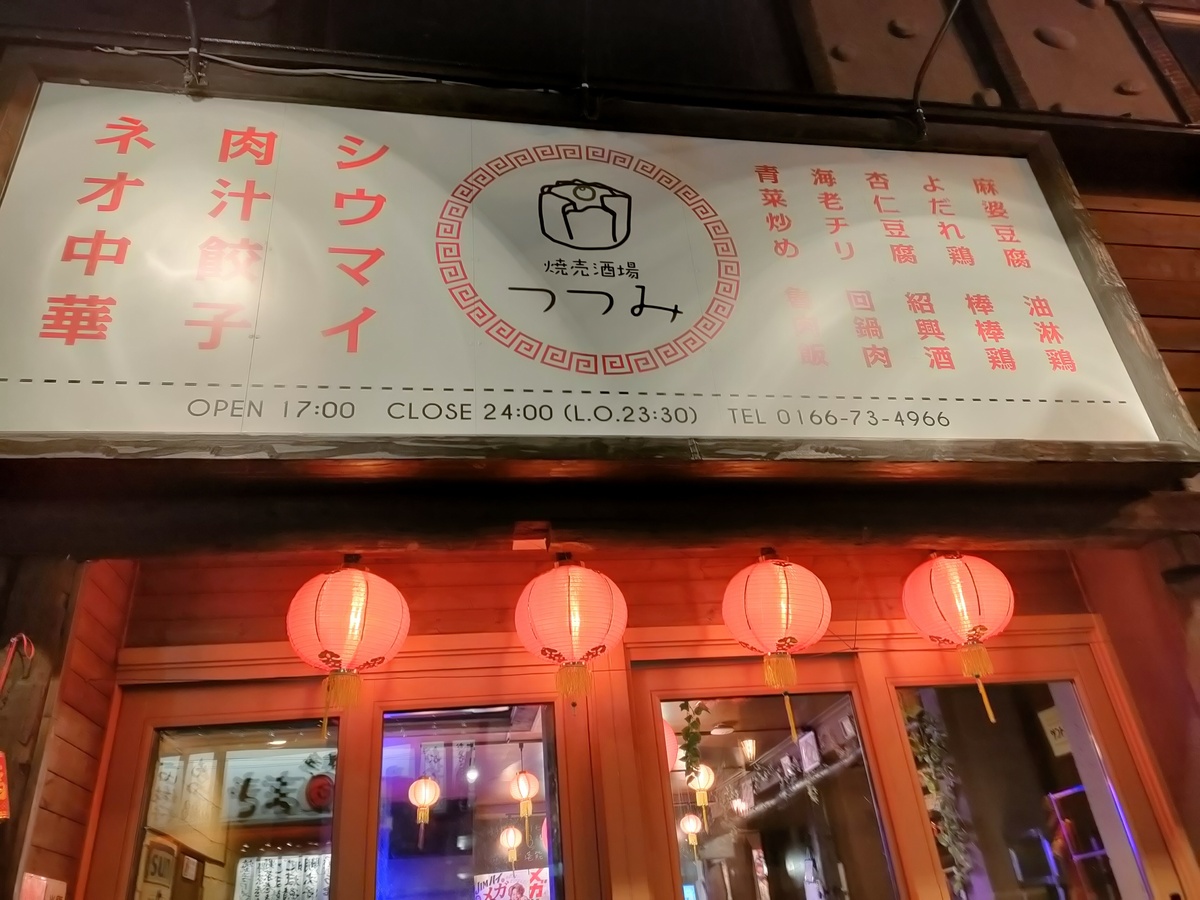 シウマイ
肉汁餃子
ネオ中華
焼売酒場
つつみ
麻婆豆腐
よだれ鶏
杏仁豆腐
海老チリ
青菜炒め
油淋鶏
棒棒鶏
紹興酒
回鍋肉
OPEN 17:00 CLOSE 24:00 (L.O.23:30) TEL 0166-73-4966
メガ